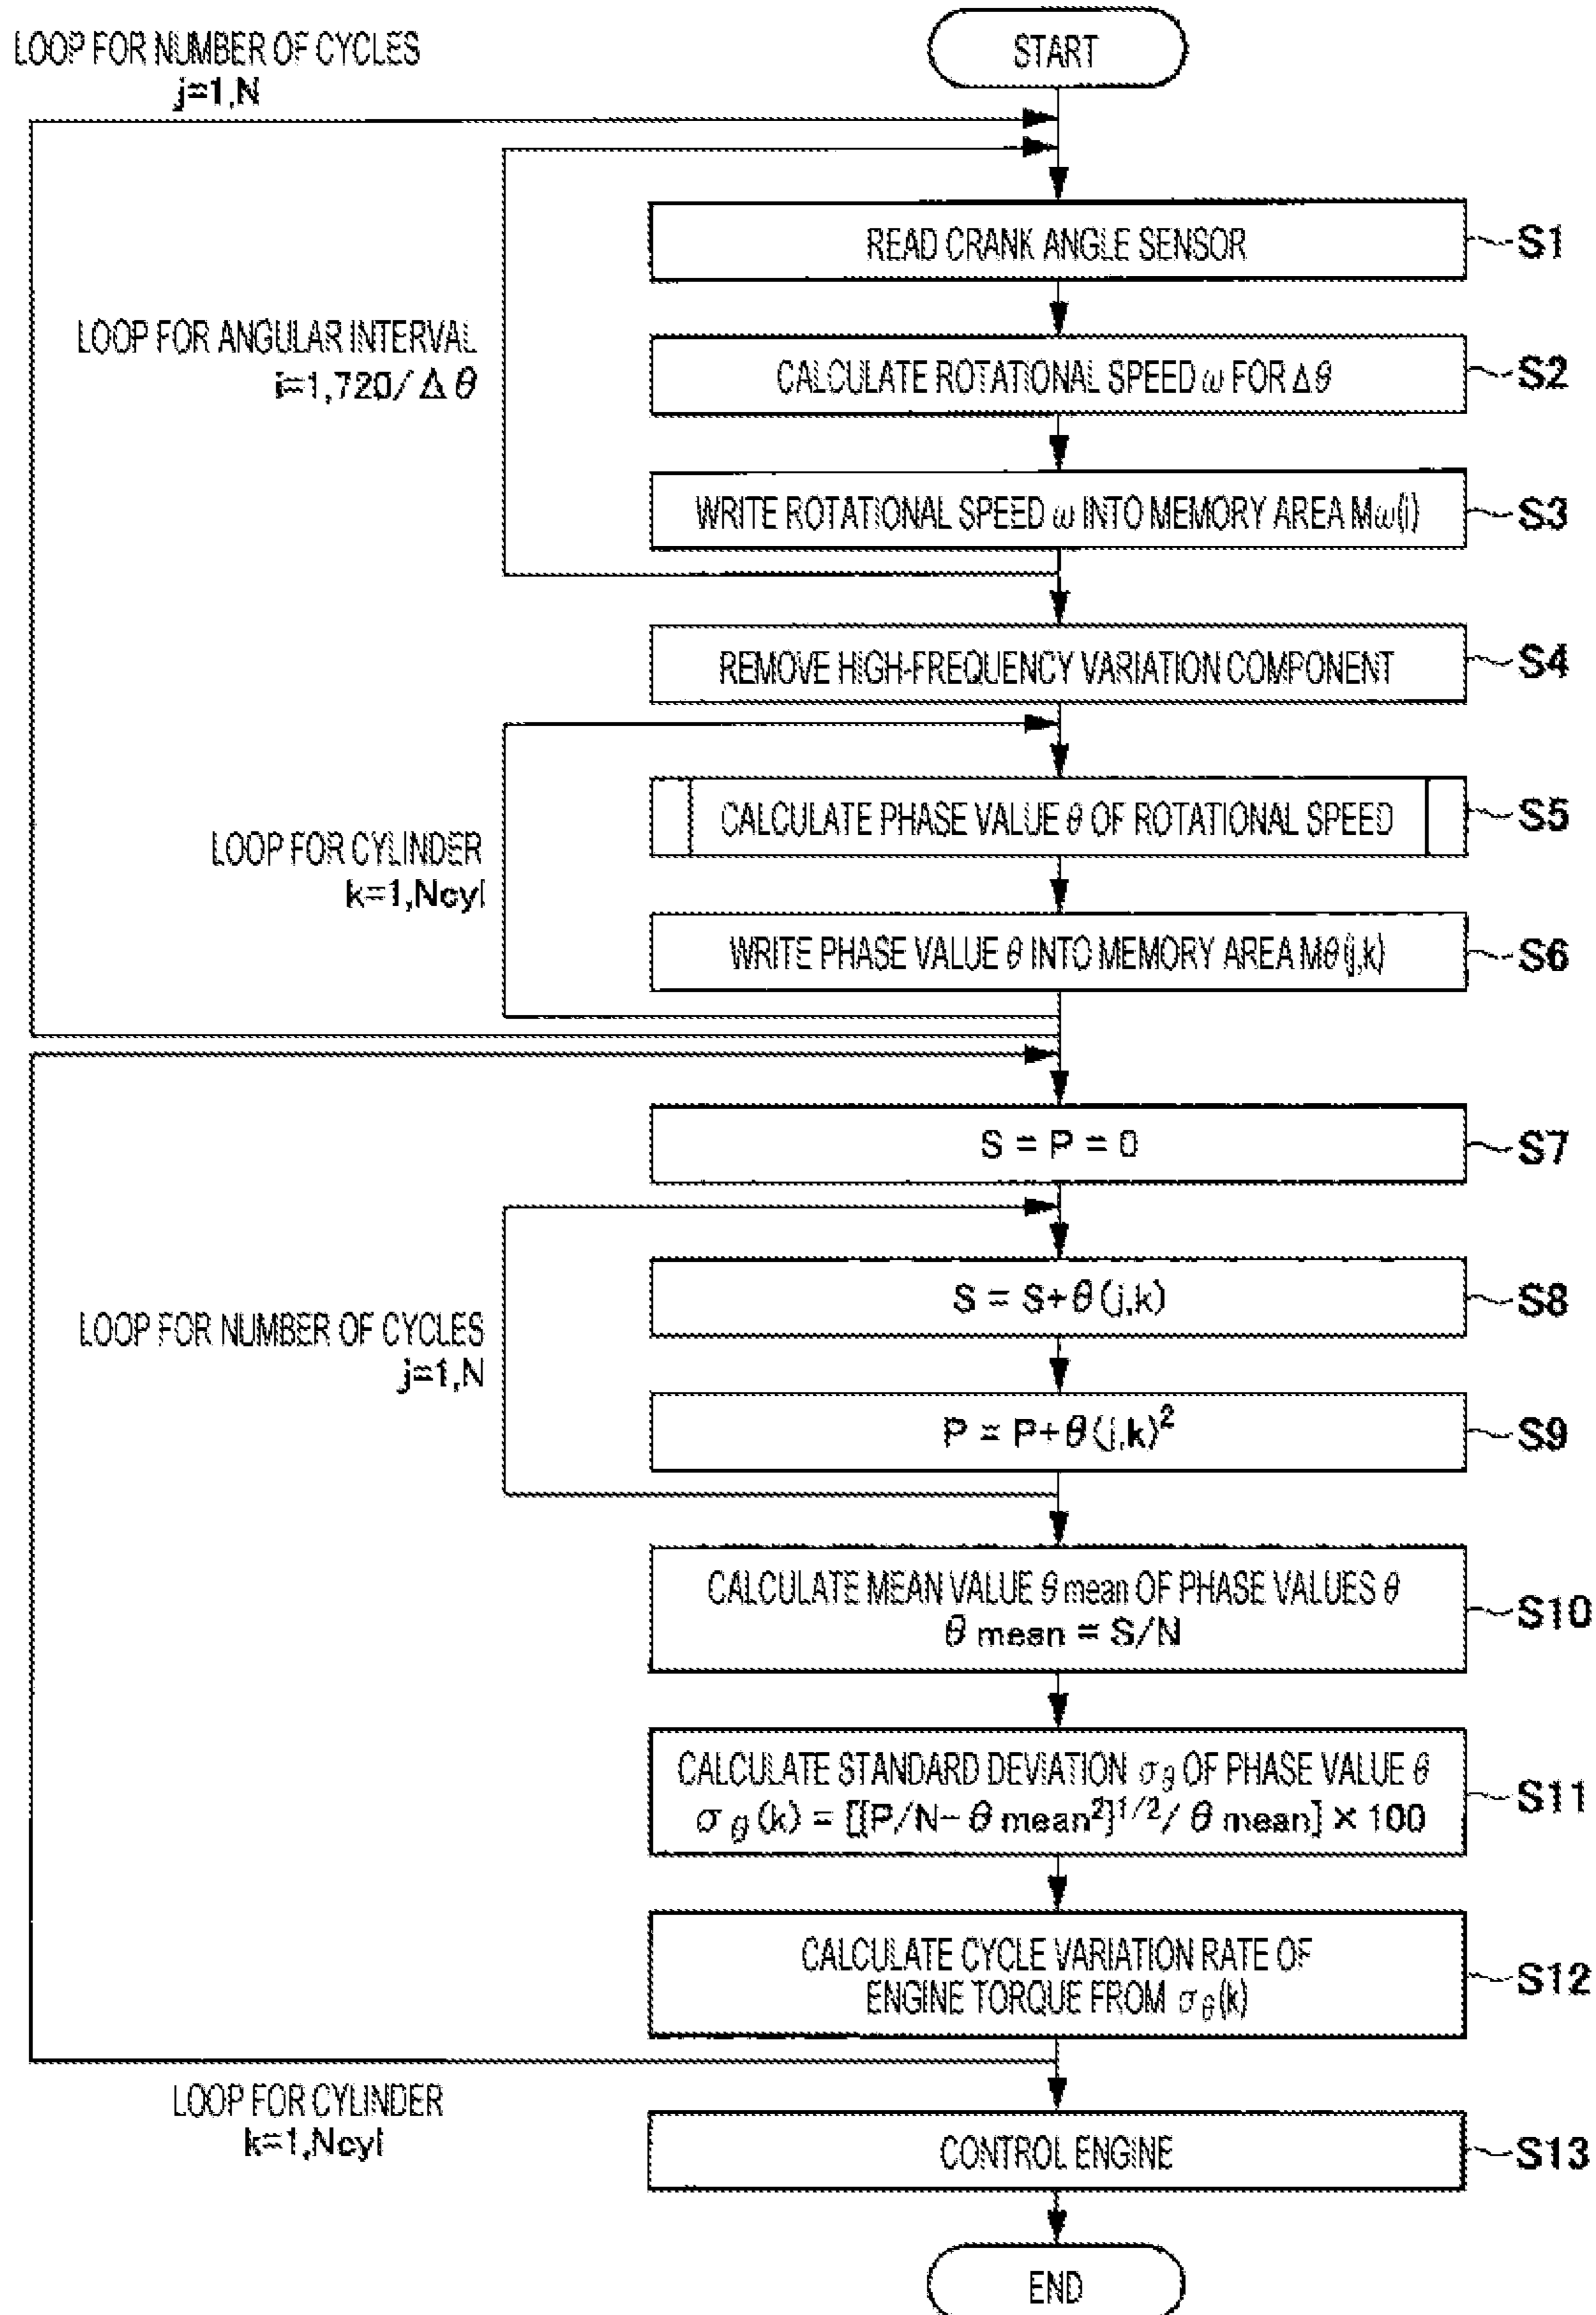 START
LOOP FOR NUMBER OF CYCLES
j=1,N
READ CRANK ANGLE SENSOR
S1
LOOP FOR ANGULAR INTERVAL
i=1,720/Δθ
CALCULATE ROTATIONAL SPEED ω FOR Δθ
S2
WRITE ROTATIONAL SPEED ω INTO MEMORY AREA Mω(i)
S3
REMOVE HIGH-FREQUENCY VARIATION COMPONENT
S4
LOOP FOR CYLINDER
k=1,Ncyl
CALCULATE PHASE VALUE θ OF ROTATIONAL SPEED
S5
WRITE PHASE VALUE θ INTO MEMORY AREA Mθ(j,k)
S6
S = P = 0
S7
LOOP FOR NUMBER OF CYCLES
j=1,N
S = S+θ(j,k)
S8
P = P+θ(j,k)²
S9
CALCULATE MEAN VALUE θ mean OF PHASE VALUES θ
θ mean = S/N
S10
CALCULATE STANDARD DEVIATION σθ OF PHASE VALUE θ
σθ(k) = [[P/N-θ mean²]^1/2/θ mean] × 100
S11
CALCULATE CYCLE VARIATION RATE OF
ENGINE TORQUE FROM σθ(k)
S12
LOOP FOR CYLINDER
k=1,Ncyl
CONTROL ENGINE
S13
END